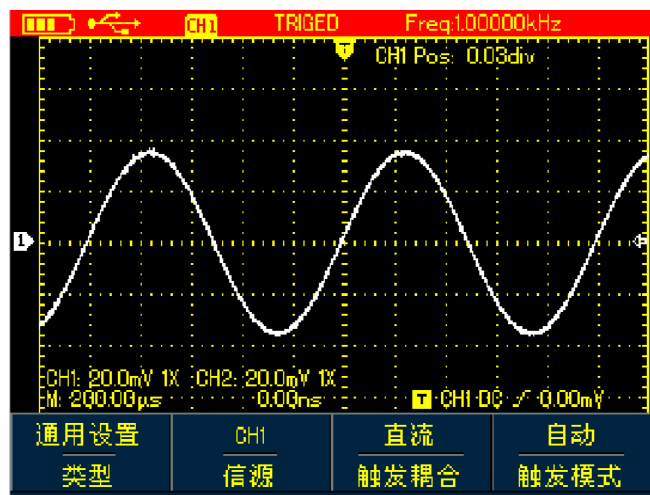 CH1 TRIGED Freq:1.00000kHz
T CH1 Pos: 0.03div
1
CH1: 20.0mV 1X CH2: 20.0mV 1X
M: 200.00μs 0.00ns T CH1 DC 0.00mV
通用设置 CH1 直流 自动
类型 信源 触发耦合 触发模式